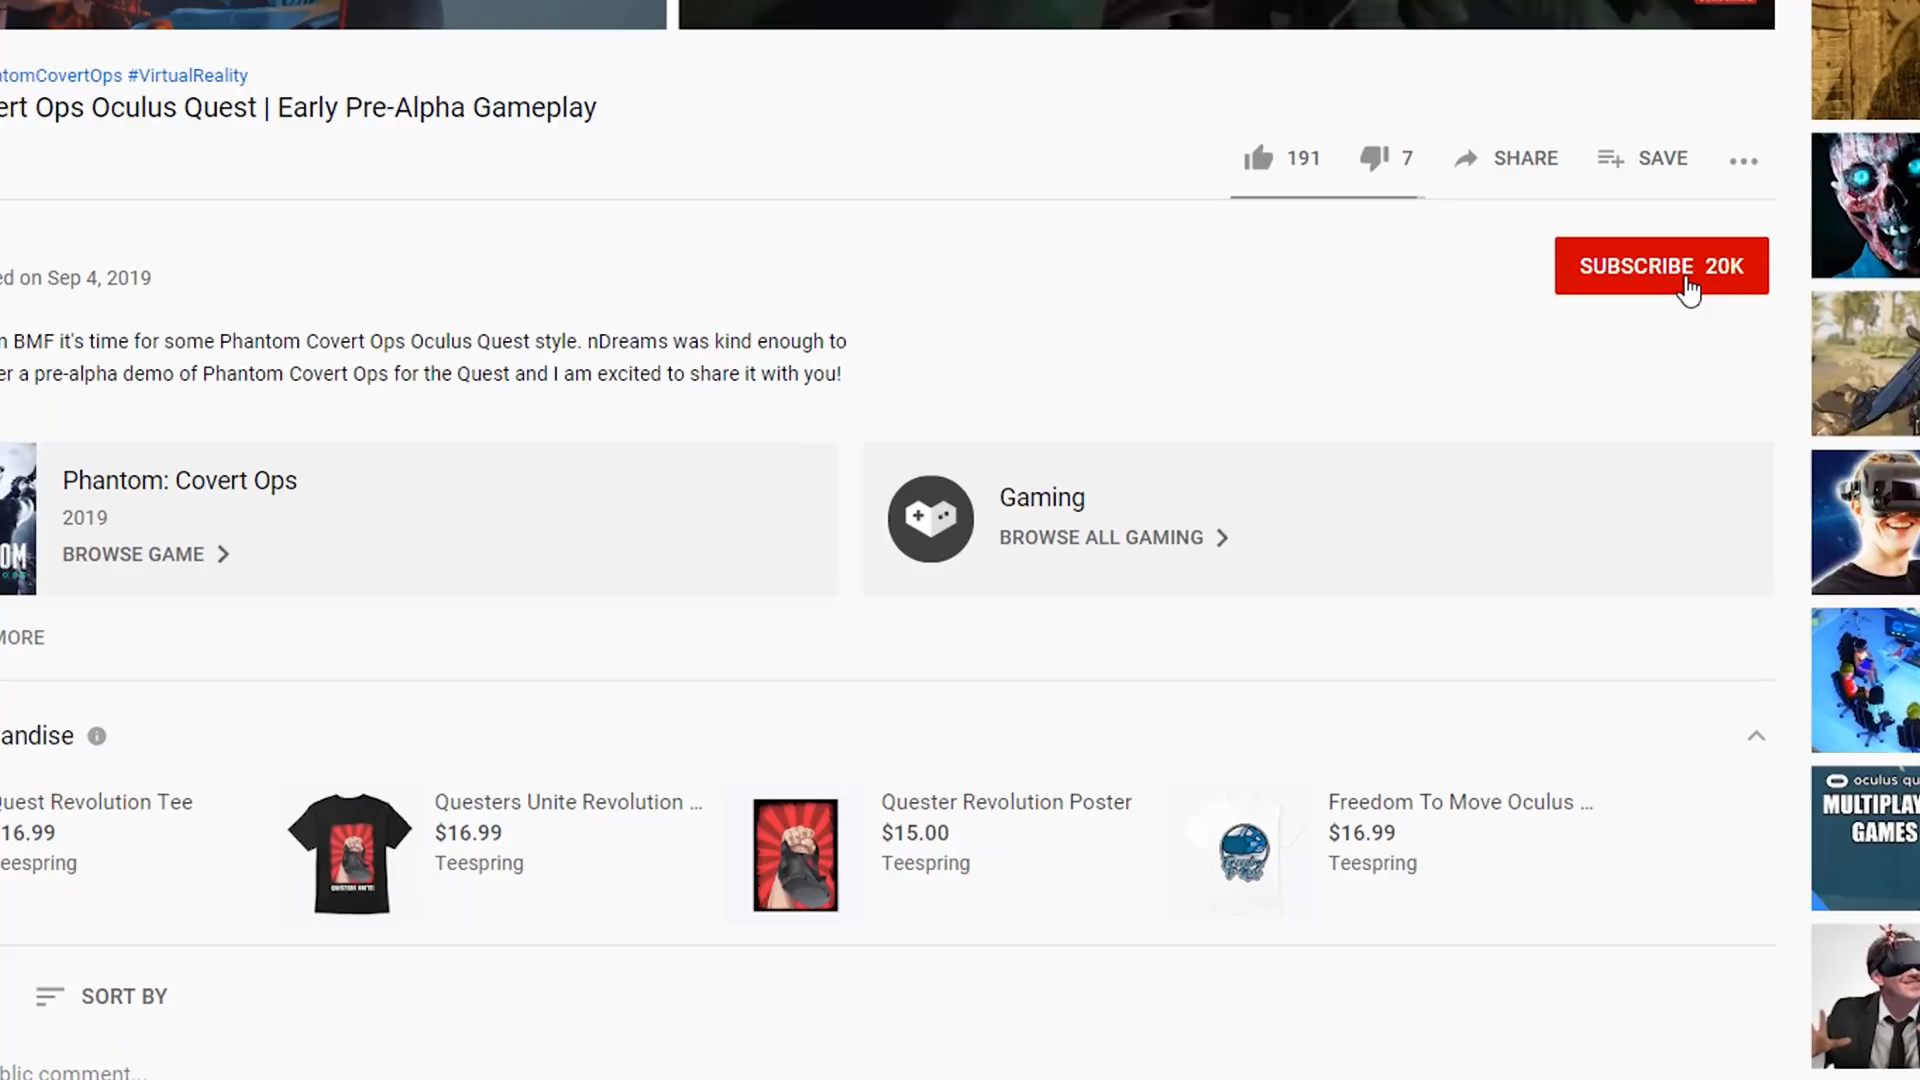 ntomCovertOps #VirtualReality
ert Ops Oculus Quest | Early Pre-Alpha Gameplay
191
7
SHARE
SAVE
ed on Sep 4, 2019
SUBSCRIBE 20K
n BMF it's time for some Phantom Covert Ops Oculus Quest style. nDreams was kind enough to
er a pre-alpha demo of Phantom Covert Ops for the Quest and I am excited to share it with you!
Phantom: Covert Ops
2019
BROWSE GAME
Gaming
BROWSE ALL GAMING
MORE
andise
Quest Revolution Tee
16.99
eespring
Questers Unite Revolution ...
$16.99
Teespring
Quester Revolution Poster
$15.00
Teespring
Freedom To Move Oculus ...
$16.99
Teespring
oculus qu
MULTIPLAY
GAMES
SORT BY
blic comment...